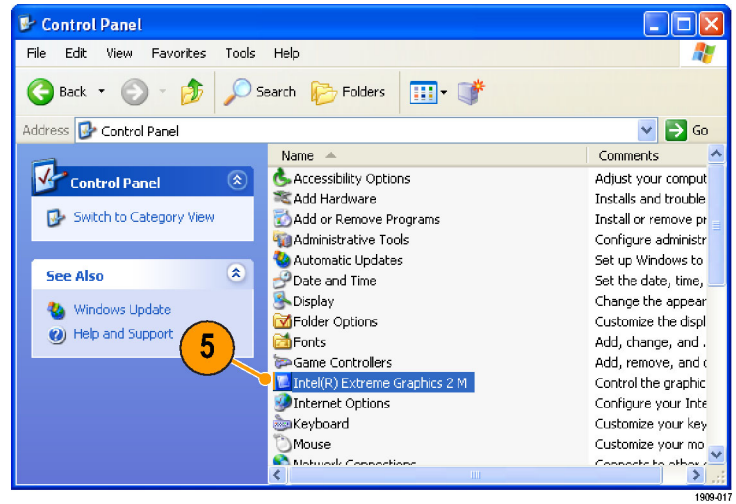 Control Panel
File Edit View Favorites Tools Help
Back Search Folders
Address Control Panel Go
Control Panel
Switch to Category View
See Also
Windows Update
Help and Support
5
Name Comments
Accessibility Options Adjust your comput
Add Hardware Installs and trouble
Add or Remove Programs Install or remove pr
Administrative Tools Configure administr
Automatic Updates Set up Windows to
Date and Time Set the date, time,
Display Change the appear
Folder Options Customize the displ
Fonts Add, change, and .
Game Controllers Add, remove, and c
Intel(R) Extreme Graphics 2 M Control the graphic
Internet Options Configure your Inte
Keyboard Customize your key
Mouse Customize your mo
Network Connections Connects to other
1909-017